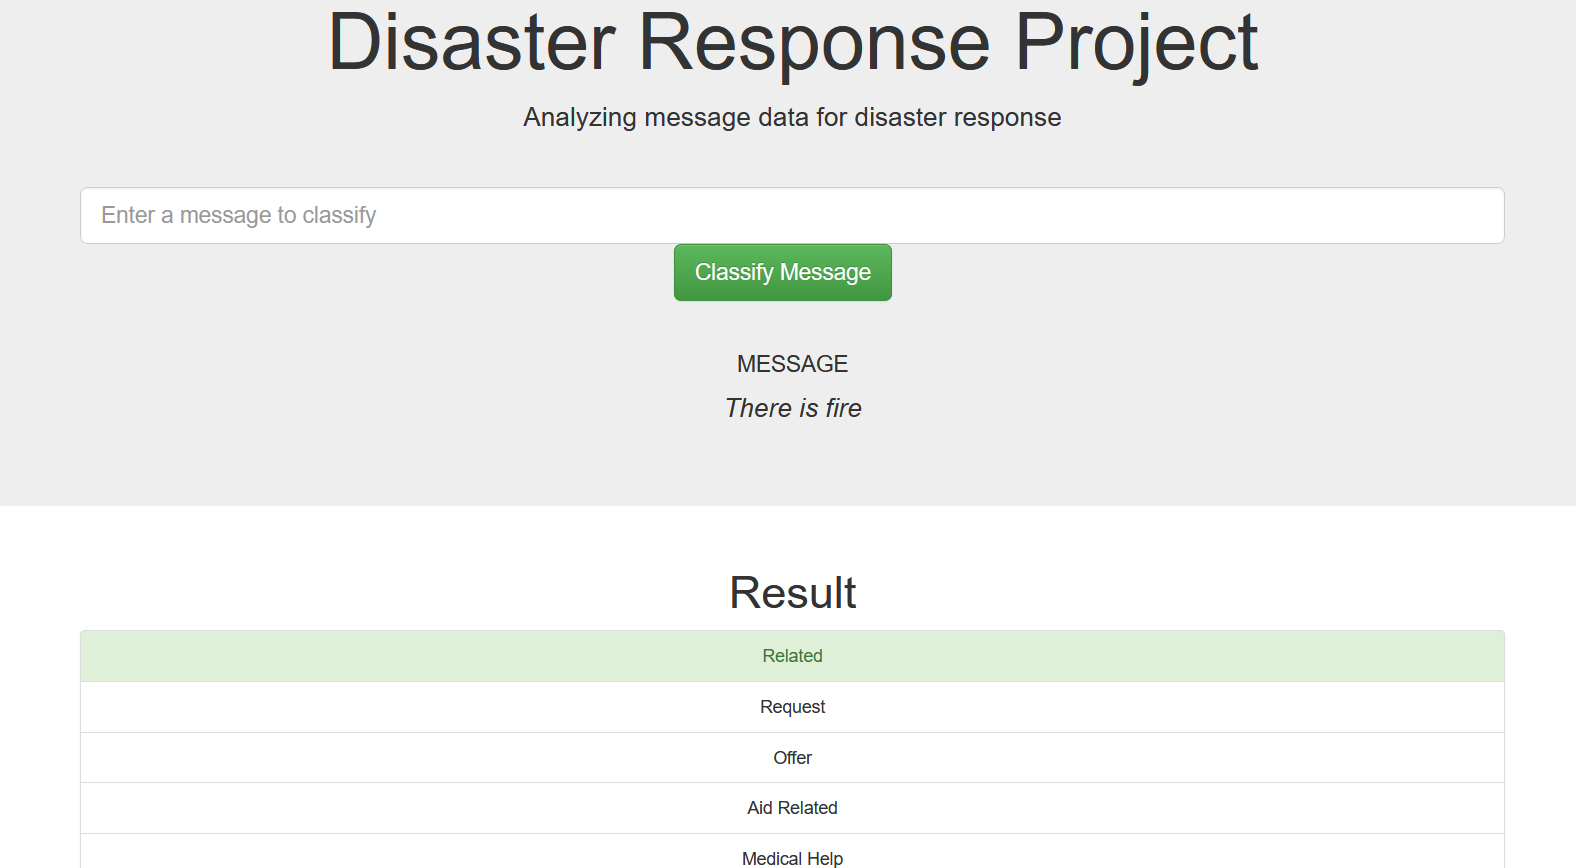 Disaster Response Project
Analyzing message data for disaster response
Enter a message to classify
Classify Message
MESSAGE
There is fire
Result
Related
Request
Offer
Aid Related
Medical Help